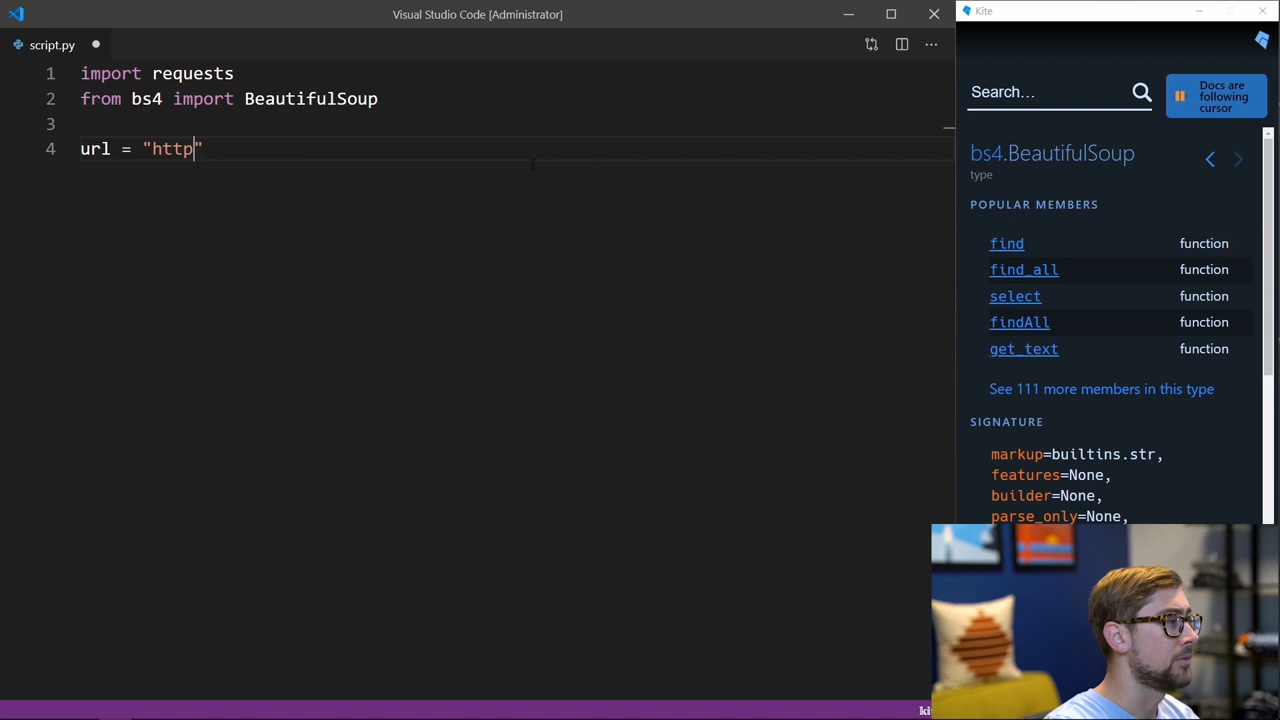 Visual Studio Code [Administrator]
script.py
1 import requests
2 from bs4 import BeautifulSoup
3
4 url = "http"
Kite
Search…
Docs are
following
cursor
bs4.BeautifulSoup
type
POPULAR MEMBERS
find function
find_all function
select function
findAll function
get_text function
See 111 more members in this type
SIGNATURE
markup=builtins.str,
features=None,
builder=None,
parse_only=None,